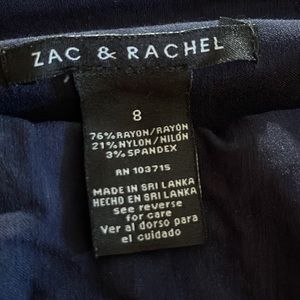 ZAC & RACHEL
8
76% RAYON/RAYÓN
21% NYLON/NILÓN
3% SPANDEX
RN 103715
MADE IN SRI LANKA
HECHO EN SRI LANKA
see reverse
for care
Ver al dorso para
el cuidado